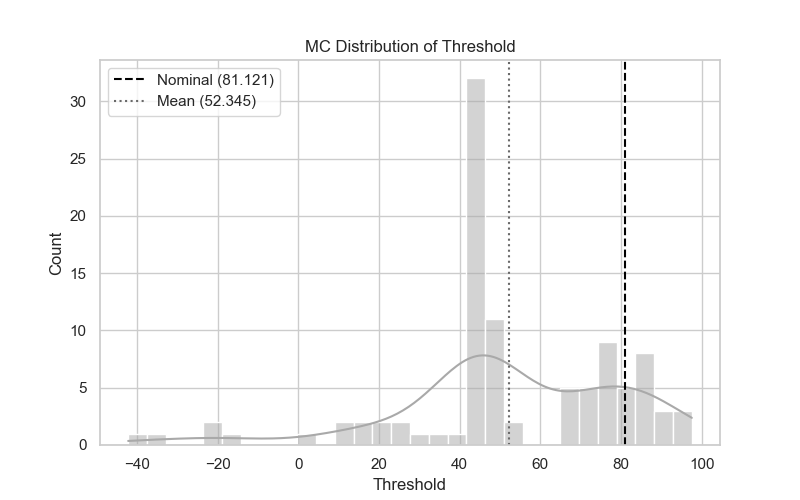 MC Distribution of Threshold
Nominal (81.121)
Mean (52.345)
Count
30
25
20
15
10
5
0
−40 −20 0 20 40 60 80 100
Threshold